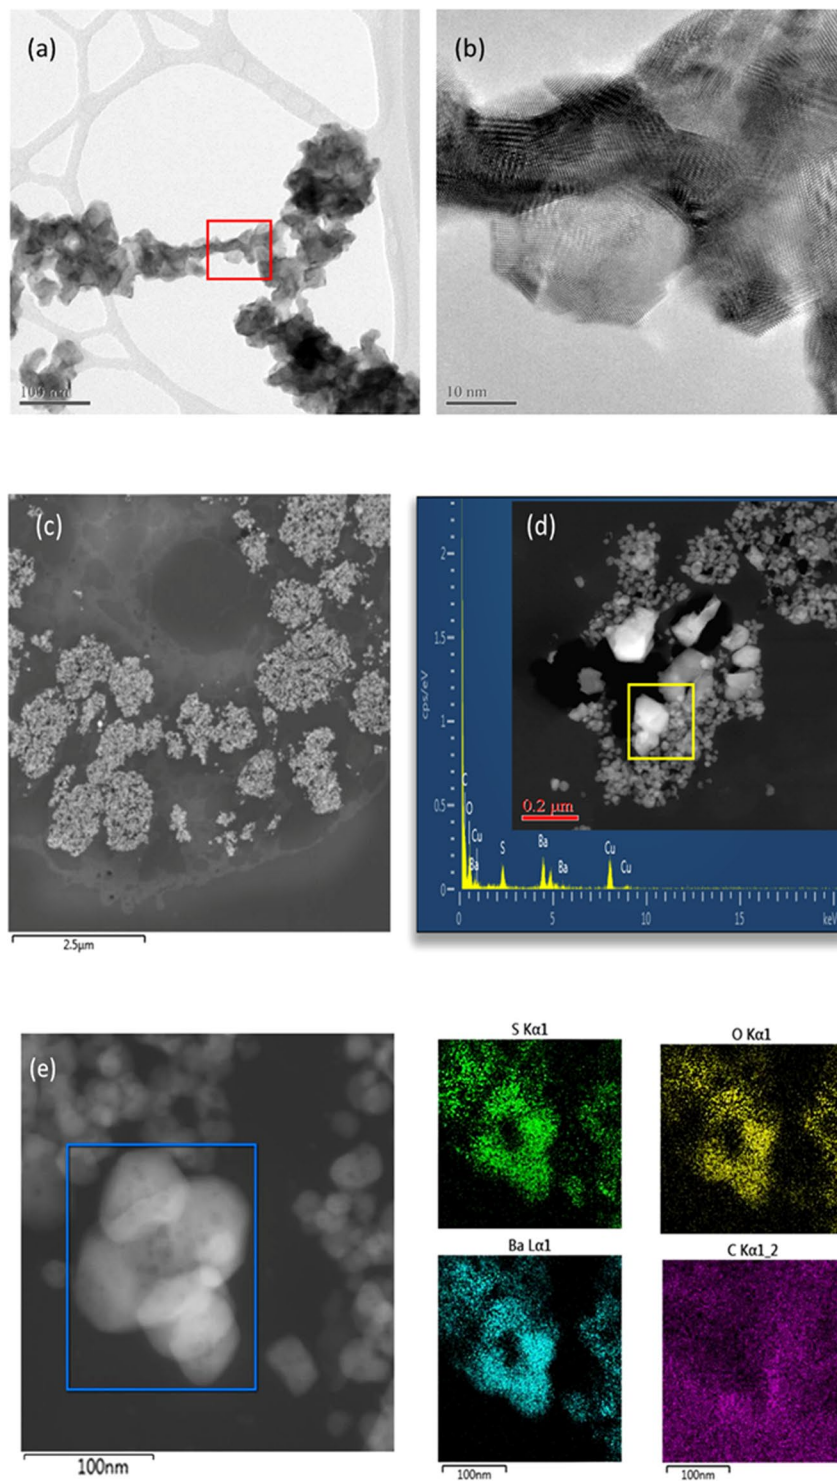 (a)
(b)
100 nm
10 nm
(c)
(d)
2
1.5
cps/eV
1
0.5
0
C
O
Cu
Ba
S
Ba
Ba
Cu
Cu
0.2 µm
0
5
10
15
keV
2.5µm
(e)
S Kα1
O Kα1
Ba Lα1
C Kα1_2
100nm
100nm
100nm